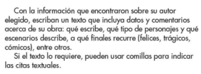 Con la información que encontraron sobre su autor
elegido, escriban un texto que incluya datos y comentarios
acerca de su obra: qué escribe, qué tipo de personajes y qué
escenarios describe, a qué finales recurre (felices, trágicos,
cómicos), entre otros.
Si el texto lo requiere, pueden usar comillas para indicar
las citas textuales.